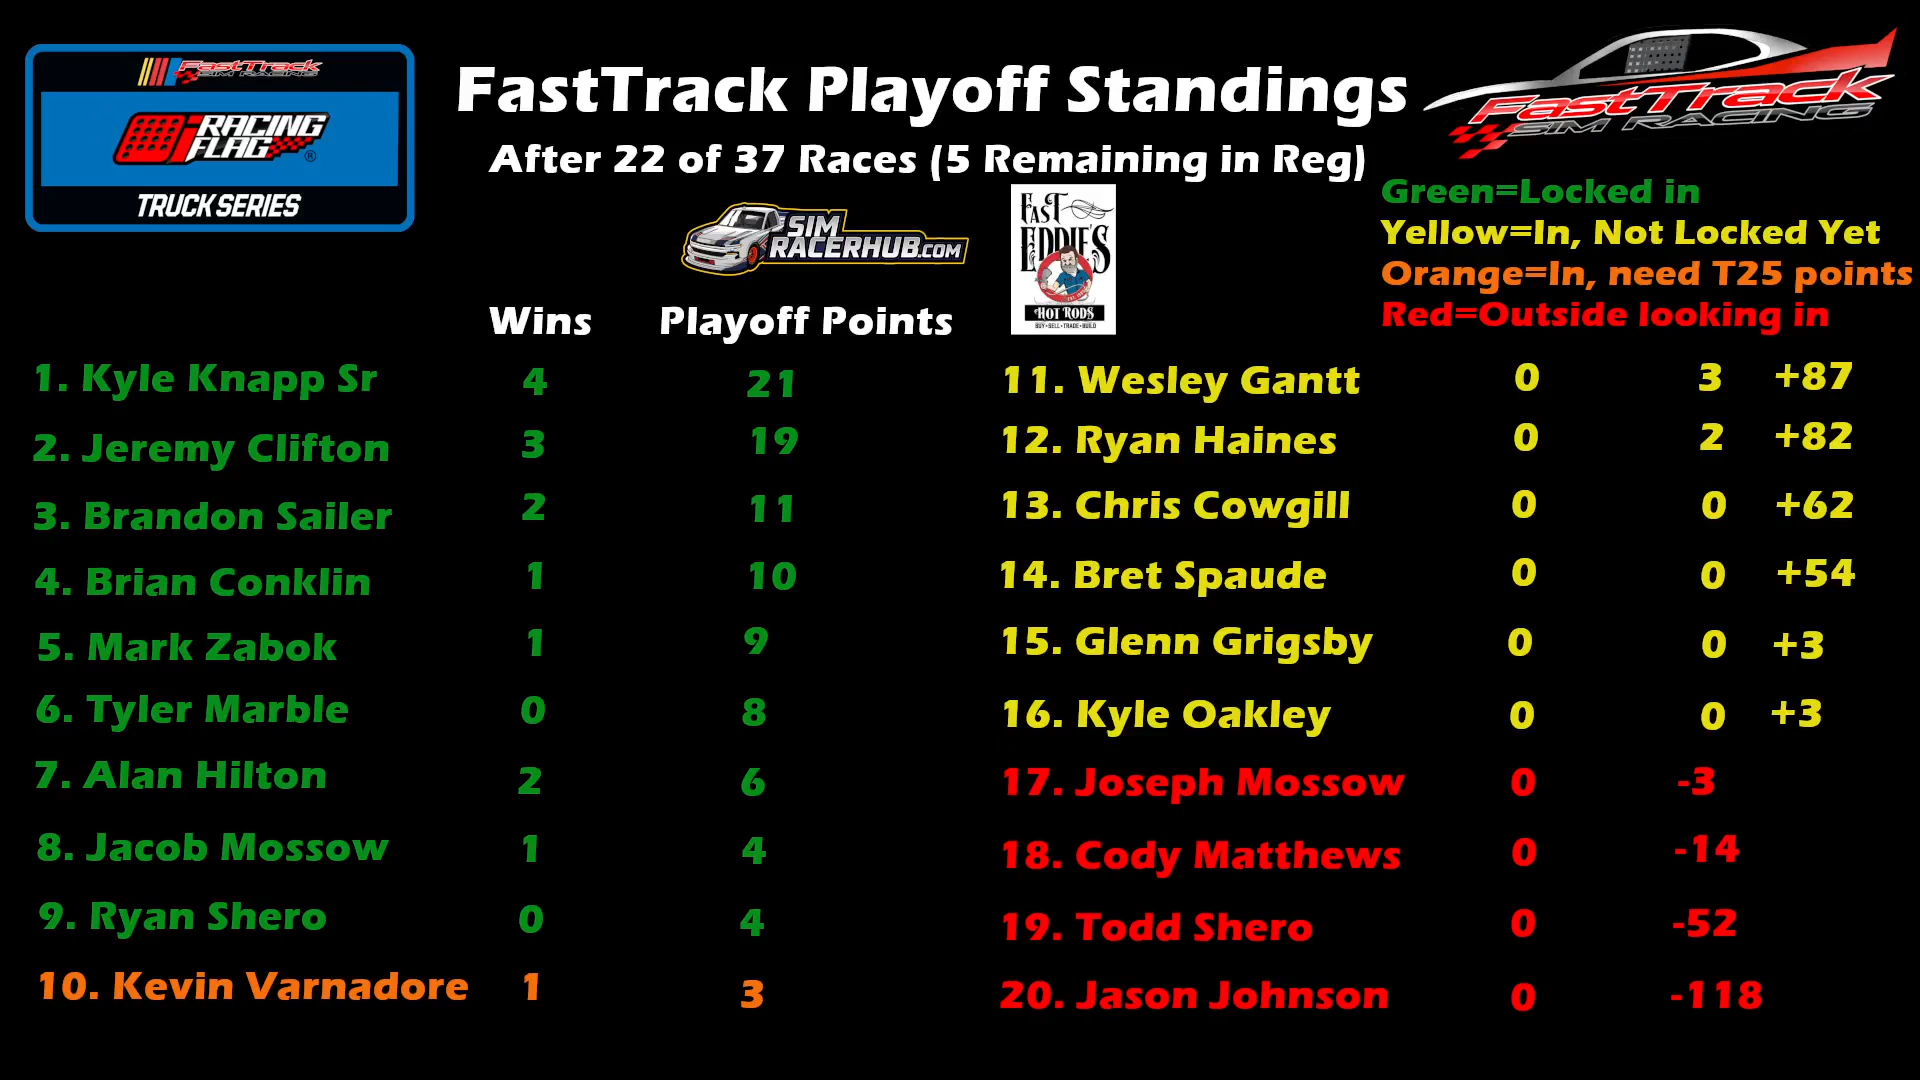 FastTrack
SIM RACING
iRACING
FLAG®
TRUCK SERIES
FastTrack Playoff Standings
After 22 of 37 Races (5 Remaining in Reg)
SIM
RACERHUB.COM
FAST
EDDIE'S
HOT RODS
BUY•SELL•TRADE•BUILD
FastTrack
SIM RACING
Green=Locked in
Yellow=In, Not Locked Yet
Orange=In, need T25 points
Red=Outside looking in
Wins Playoff Points
1. Kyle Knapp Sr 4 21
2. Jeremy Clifton 3 19
3. Brandon Sailer 2 11
4. Brian Conklin 1 10
5. Mark Zabok 1 9
6. Tyler Marble 0 8
7. Alan Hilton 2 6
8. Jacob Mossow 1 4
9. Ryan Shero 0 4
10. Kevin Varnadore 1 3
11. Wesley Gantt 0 3 +87
12. Ryan Haines 0 2 +82
13. Chris Cowgill 0 0 +62
14. Bret Spaude 0 0 +54
15. Glenn Grigsby 0 0 +3
16. Kyle Oakley 0 0 +3
17. Joseph Mossow 0 -3
18. Cody Matthews 0 -14
19. Todd Shero 0 -52
20. Jason Johnson 0 -118